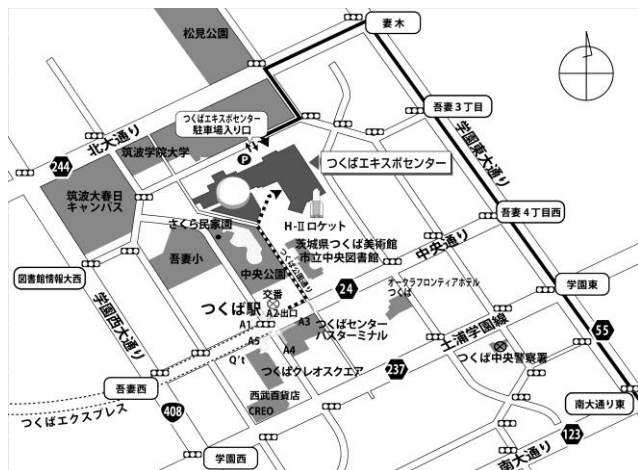 松見公園
妻木
つくばエキスポセンター
駐車場入り口
吾妻3丁目
北大通り
筑波学院大学
P
学園東大通り
244
つくばエキスポセンター
筑波大春日
キャンパス
さくら民家園
H-Ⅱロケット
吾妻4丁目西
中央通り
茨城県つくば美術館
市立中央図書館
吾妻小
中央公園
つくば公園通り
図書館情報大西
24
オークラフロンティアホテル
つくば
学園東
交番
つくば駅
A2出口
A1
A3
つくばセンター
バスターミナル
土浦学園線
55
学園西大通り
A5
A4
Q't
つくばクレオスクエア
237
つくば中央警察署
吾妻西
西武百貨店
CREO
つくばエクスプレス
408
南大通り東
学園西
南大通り
123